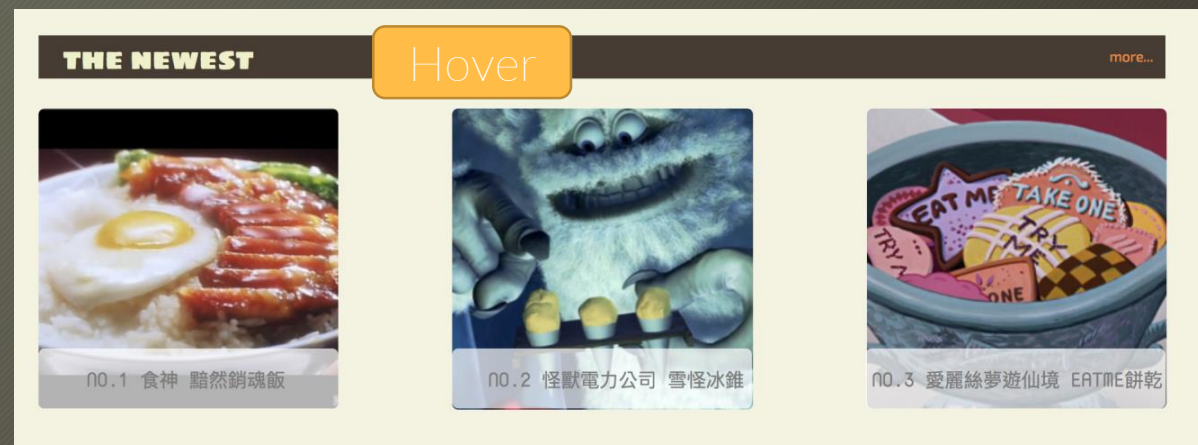 THE NEWEST
Hover
more...
EAT ME
TAKE ONE
TRY ME
TRY
ONE
NO.1 食神 黯然銷魂飯
NO.2 怪獸電力公司 雪怪冰錐
NO.3 愛麗絲夢遊仙境 EATME餅乾